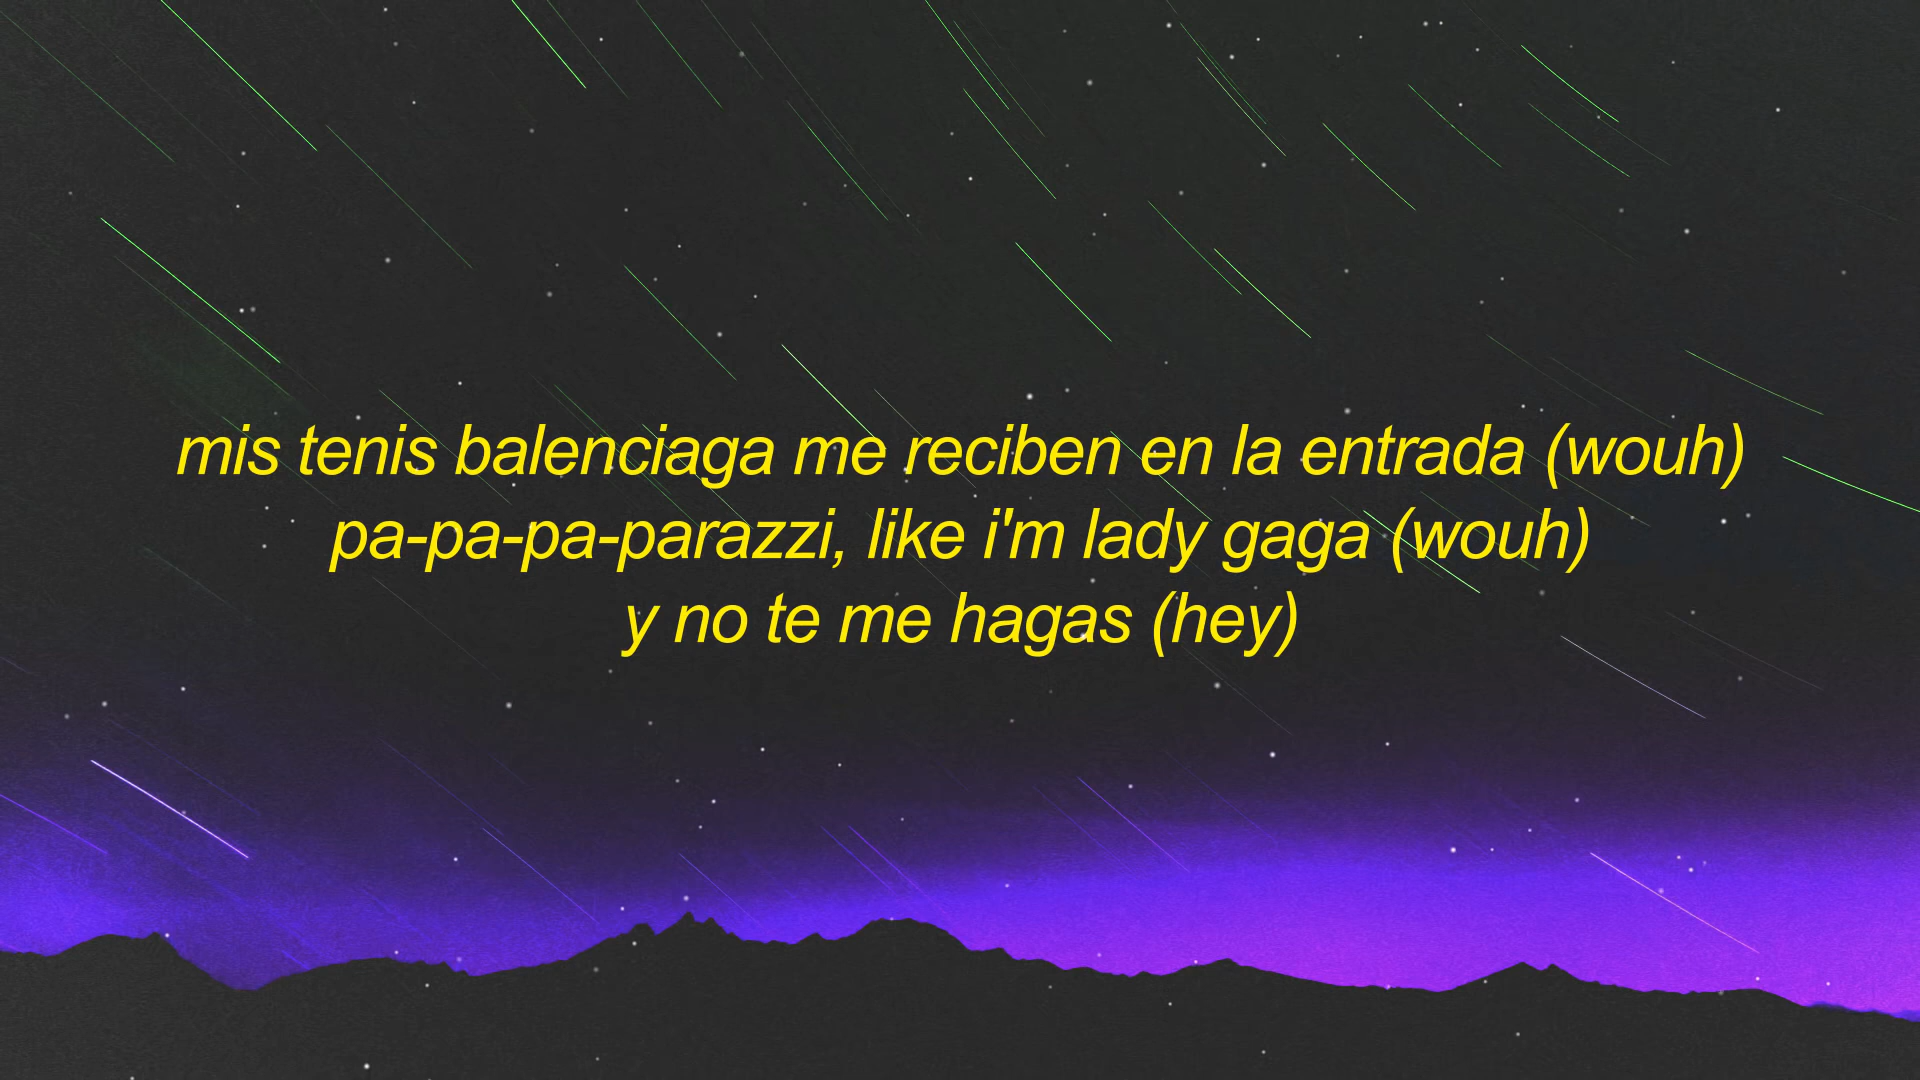 mis tenis balenciaga me reciben en la entrada (wouh)
pa-pa-pa-parazzi, like i'm lady gaga (wouh)
y no te me hagas (hey)